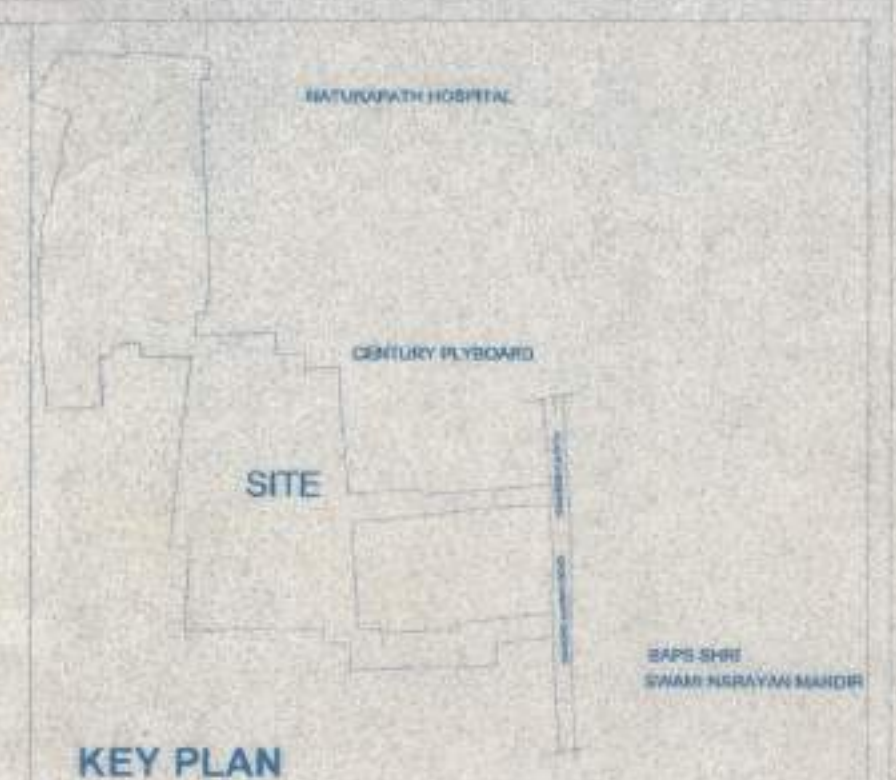 NATURAPATH HOSPITAL
CENTURY PLYBOARD
SITE
BAPS SHRI
SWAMI NARAYAN MANDIR
KEY PLAN